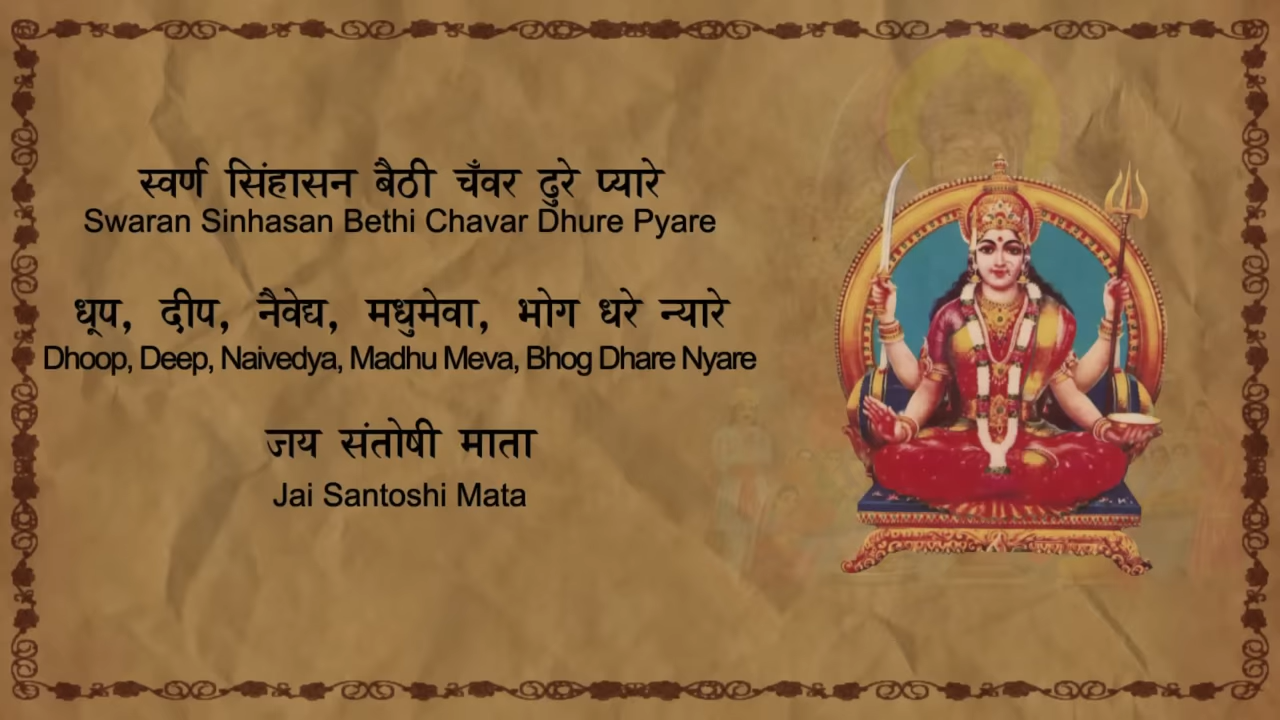 स्वर्ण सिंहासन बैठी चँवर ढुरे प्यारे
Swaran Sinhasan Bethi Chavar Dhure Pyare
धूप, दीप, नैवेद्य, मधुमेवा, भोग धरे न्यारे
Dhoop, Deep, Naivedya, Madhu Meva, Bhog Dhare Nyare
जय संतोषी माता
Jai Santoshi Mata